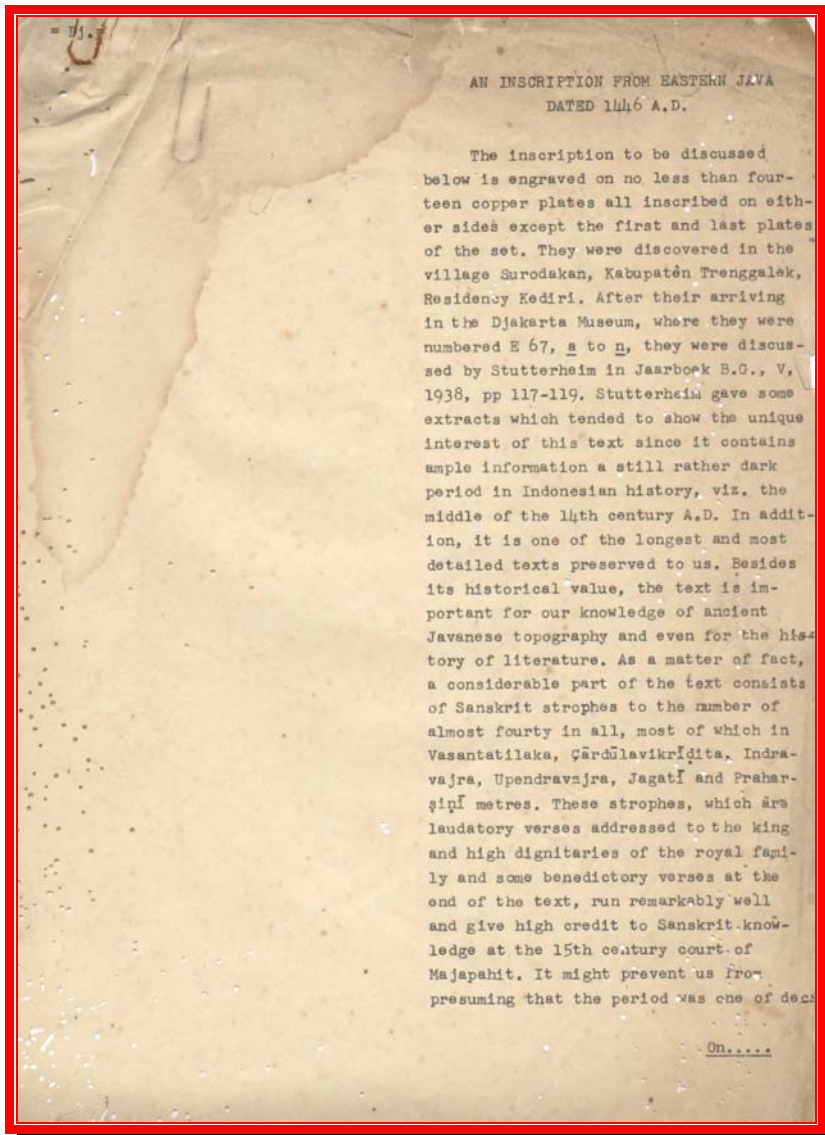 = Dj.
AN INSCRIPTION FROM EASTERN JAVA
DATED 1446 A.D.
The inscription to be discussed
below is engraved on no less than four-
teen copper plates all inscribed on eith-
er sides except the first and last plates
of the set. They were discovered in the
village Surodakan, Kabupatèn Trenggalèk,
Residency Kediri. After their arriving
in the Djakarta Museum, where they were
numbered E 67, a to n, they were discus-
sed by Stutterheim in Jaarboek B.G., V,
1938, pp 117-119. Stutterheim gave some
extracts which tended to show the unique
interest of this text since it contains
ample information a still rather dark
period in Indonesian history, viz. the
middle of the 14th century A.D. In addit-
ion, it is one of the longest and most
detailed texts preserved to us. Besides
its historical value, the text is im-
portant for our knowledge of ancient
Javanese topography and even for the his-
tory of literature. As a matter of fact,
a considerable part of the text consists
of Sanskrit strophes to the number of
almost fourty in all, most of which in
Vasantatilaka, Çārdūlavikrīḍita, Indra-
vajra, Upendravajra, Jagatī and Prahar-
ṣiṇī metres. These strophes, which are
laudatory verses addressed to the king
and high dignitaries of the royal fami-
ly and some benedictory verses at the
end of the text, run remarkably well
and give high credit to Sanskrit know-
ledge at the 15th century court of
Majapahit. It might prevent us from
presuming that the period was one of
On.....